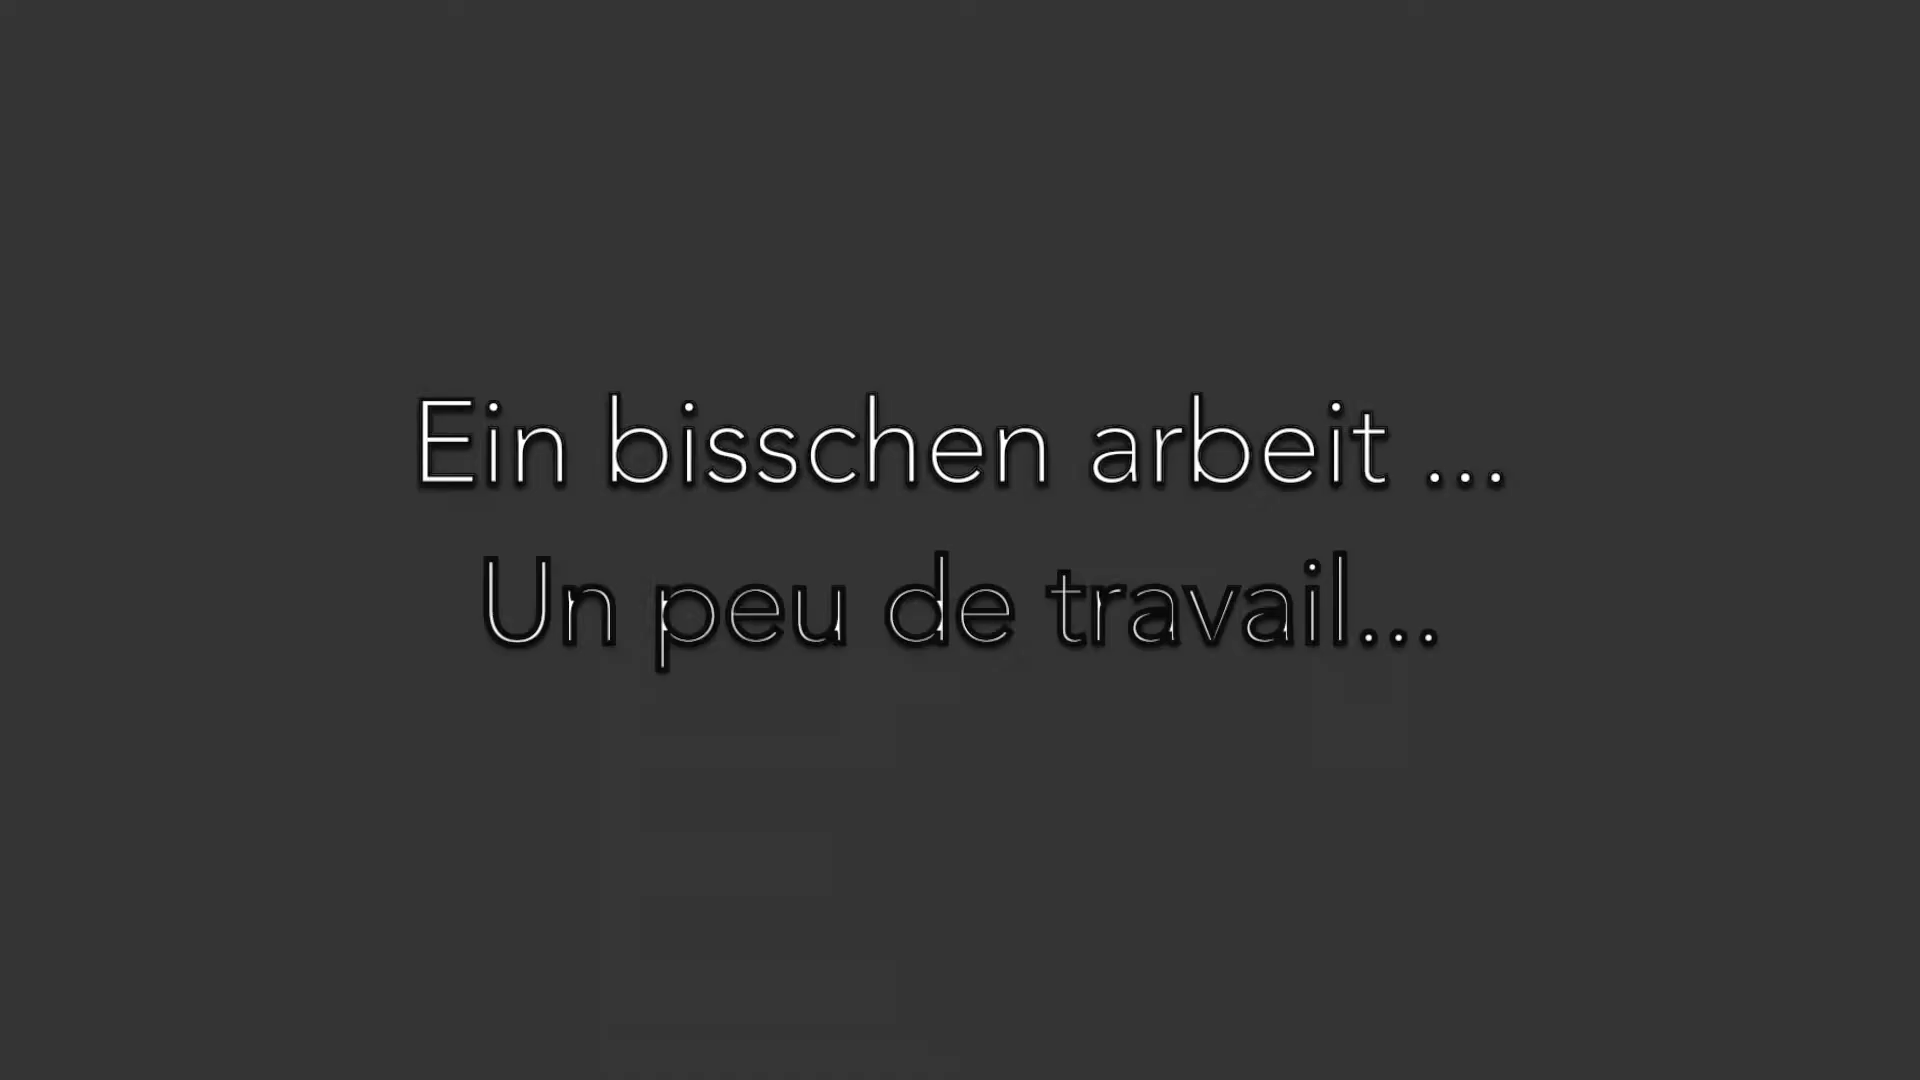 Ein bisschen arbeit ...
Un peu de travail...